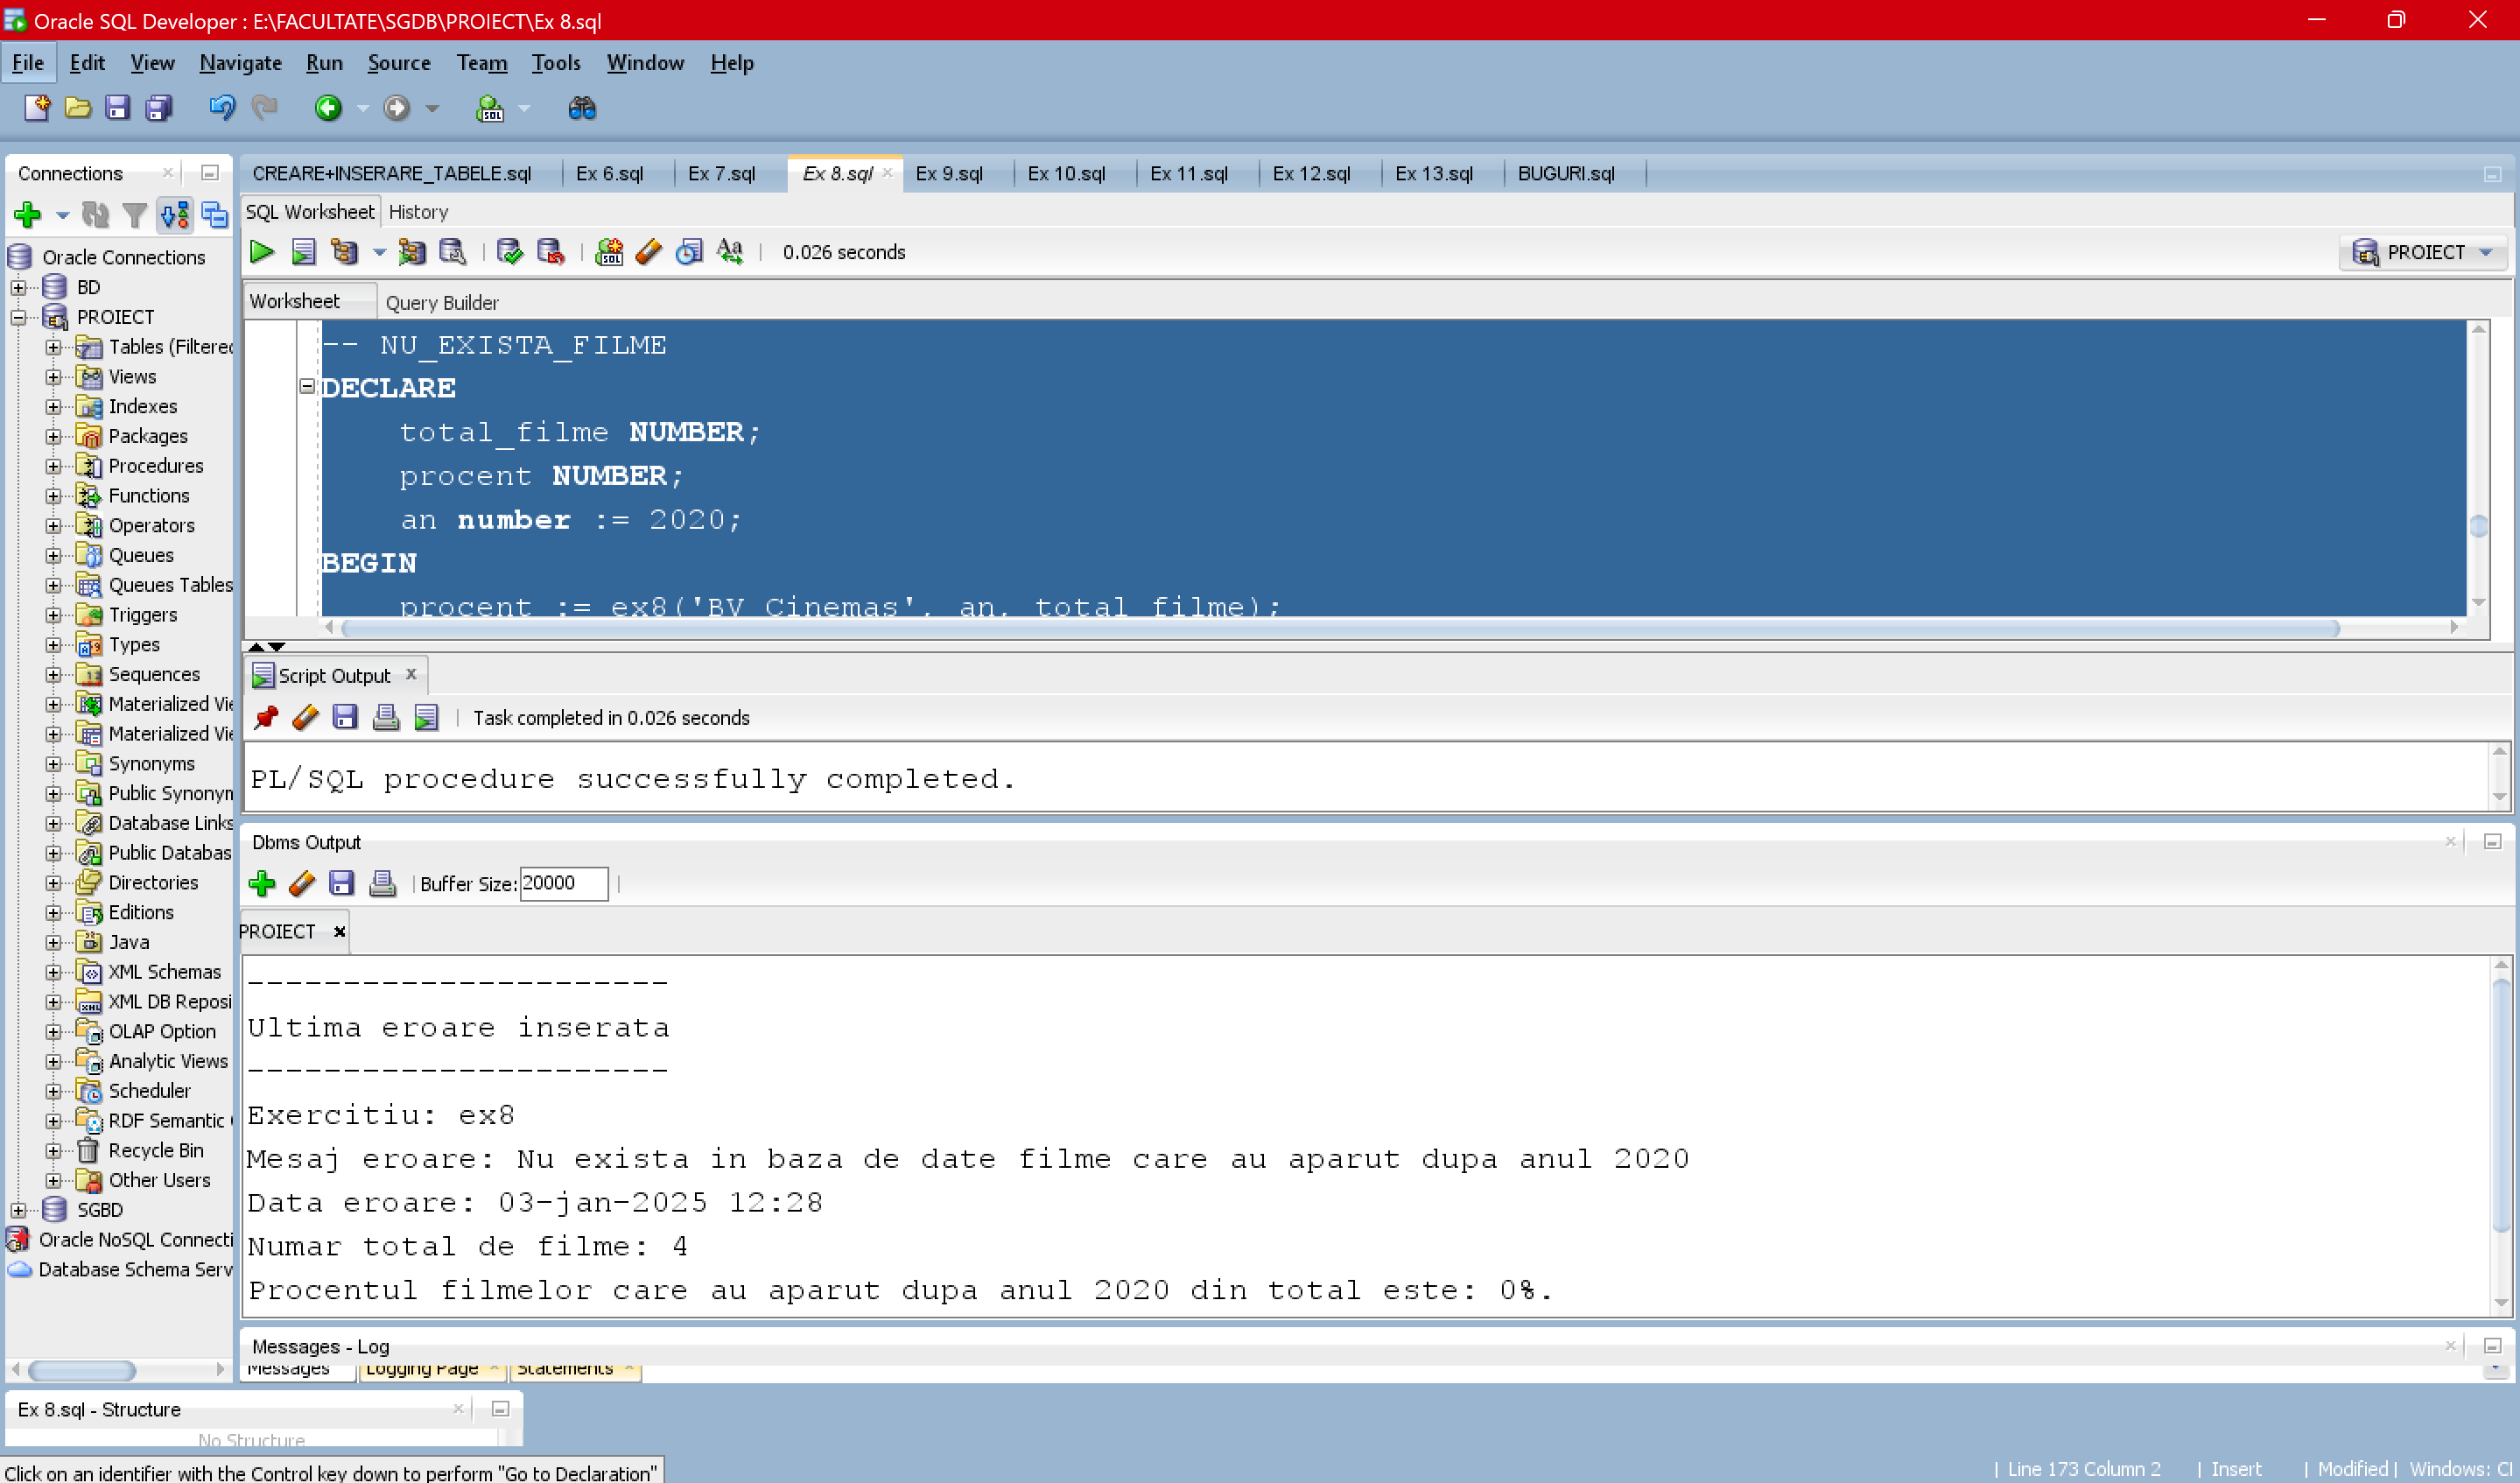 Oracle SQL Developer : E:\FACULTATE\SGDB\PROIECT\Ex 8.sql
File Edit View Navigate Run Source Team Tools Window Help
Connections
CREARE+INSERARE_TABELE.sql Ex 6.sql Ex 7.sql Ex 8.sql Ex 9.sql Ex 10.sql Ex 11.sql Ex 12.sql Ex 13.sql BUGURI.sql
SQL Worksheet History
0.026 seconds
PROIECT
Worksheet Query Builder
Oracle Connections
BD
PROIECT
Tables (Filtered
Views
Indexes
Packages
Procedures
Functions
Operators
Queues
Queues Tables
Triggers
Types
Sequences
Materialized Vie
Materialized Vie
Synonyms
Public Synonym
Database Links
Public Databas
Directories
Editions
Java
XML Schemas
XML DB Reposi
OLAP Option
Analytic Views
Scheduler
RDF Semantic
Recycle Bin
Other Users
SGBD
Oracle NoSQL Connecti
Database Schema Serv
-- NU_EXISTA_FILME
DECLARE
total_filme NUMBER;
procent NUMBER;
an number := 2020;
BEGIN
procent := ex8('BV Cinemas', an, total_filme);
Script Output
Task completed in 0.026 seconds
PL/SQL procedure successfully completed.
Dbms Output
Buffer Size: 20000
PROIECT
----------------------
Ultima eroare inserata
----------------------
Exercitiu: ex8
Mesaj eroare: Nu exista in baza de date filme care au aparut dupa anul 2020
Data eroare: 03-jan-2025 12:28
Numar total de filme: 4
Procentul filmelor care au aparut dupa anul 2020 din total este: 0%.
Messages - Log
Messages Logging Page Statements
Ex 8.sql - Structure
No Structure
Click on an identifier with the Control key down to perform "Go to Declaration"
| Line 173 Column 2 | Insert | Modified | Windows: Cl